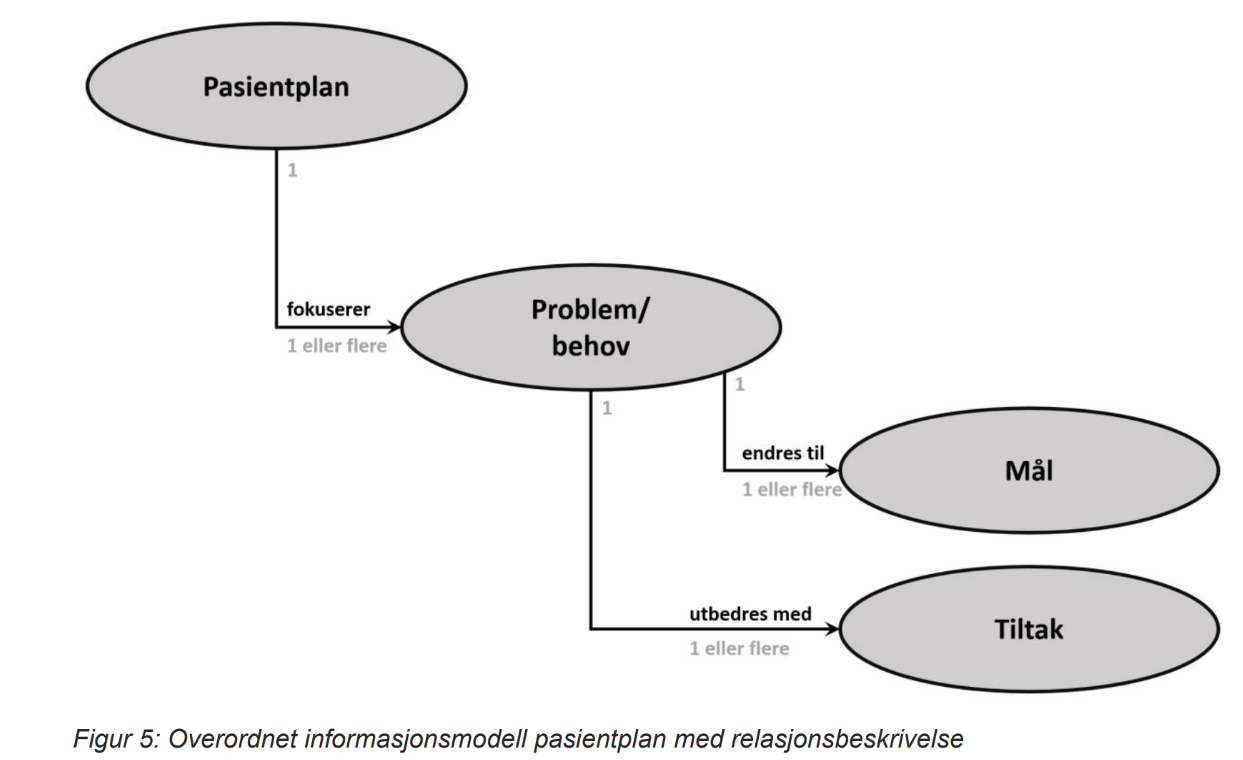 Pasientplan
1
fokuserer
1 eller flere
Problem/
behov
1
1
endres til
1 eller flere
Mål
utbedres med
1 eller flere
Tiltak
Figur 5: Overordnet informasjonsmodell pasientplan med relasjonsbeskrivelse